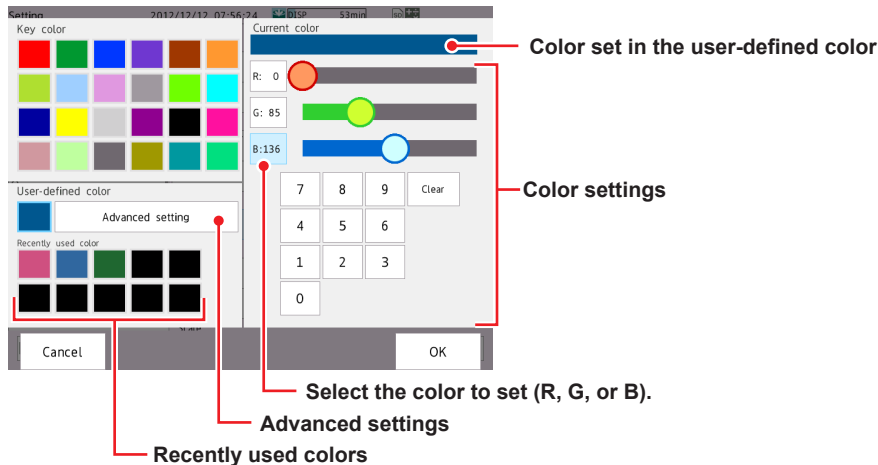 Setting 2012/12/12 07:56:24 DISP 53min
Key color
Current color
Color set in the user-defined color
R: 0
G: 85
B:136
Color settings
7 8 9 Clear
4 5 6
1 2 3
0
User-defined color
Advanced setting
Recently used color
Cancel
OK
Select the color to set (R, G, or B).
Advanced settings
Recently used colors